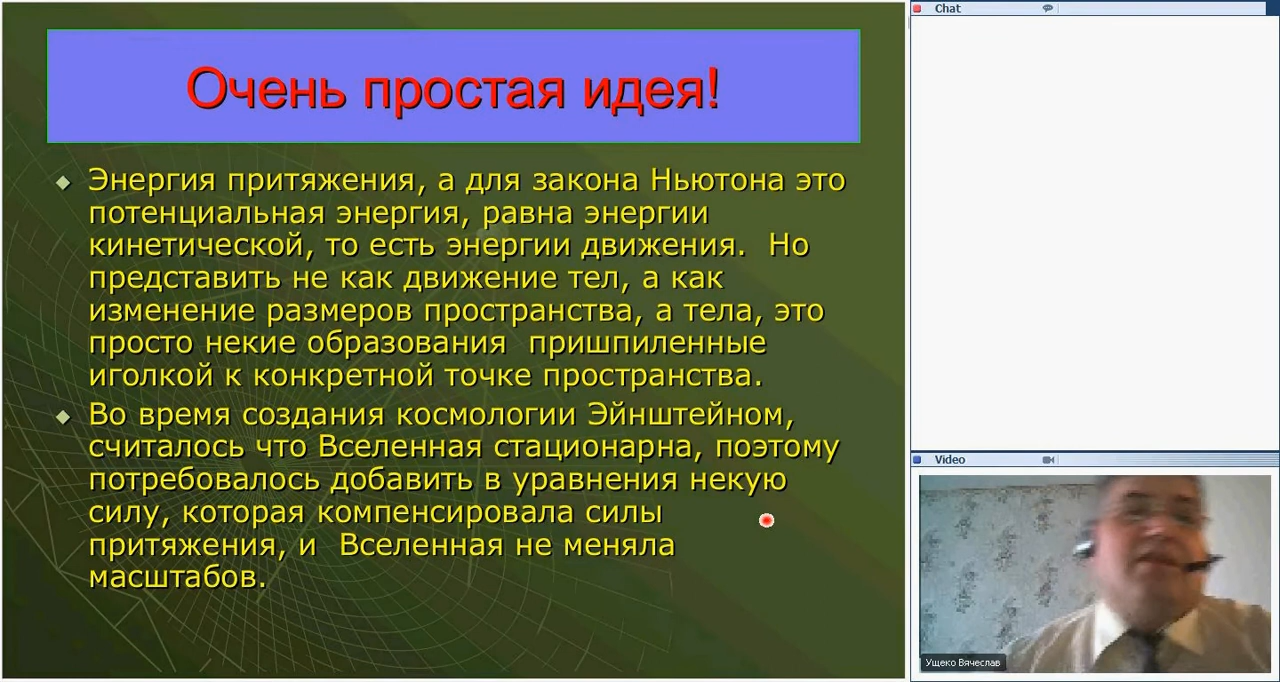 Очень простая идея!
Энергия притяжения, а для закона Ньютона это
потенциальная энергия, равна энергии
кинетической, то есть энергии движения.  Но
представить не как движение тел, а как
изменение размеров пространства, а тела, это
просто некие образования  пришпиленные
иголкой к конкретной точке пространства.
Во время создания космологии Эйнштейном,
считалось что Вселенная стационарна, поэтому
потребовалось добавить в уравнения некую
силу, которая компенсировала силы
притяжения, и  Вселенная не меняла
масштабов.
Chat
Video
Ущеко Вячеслав